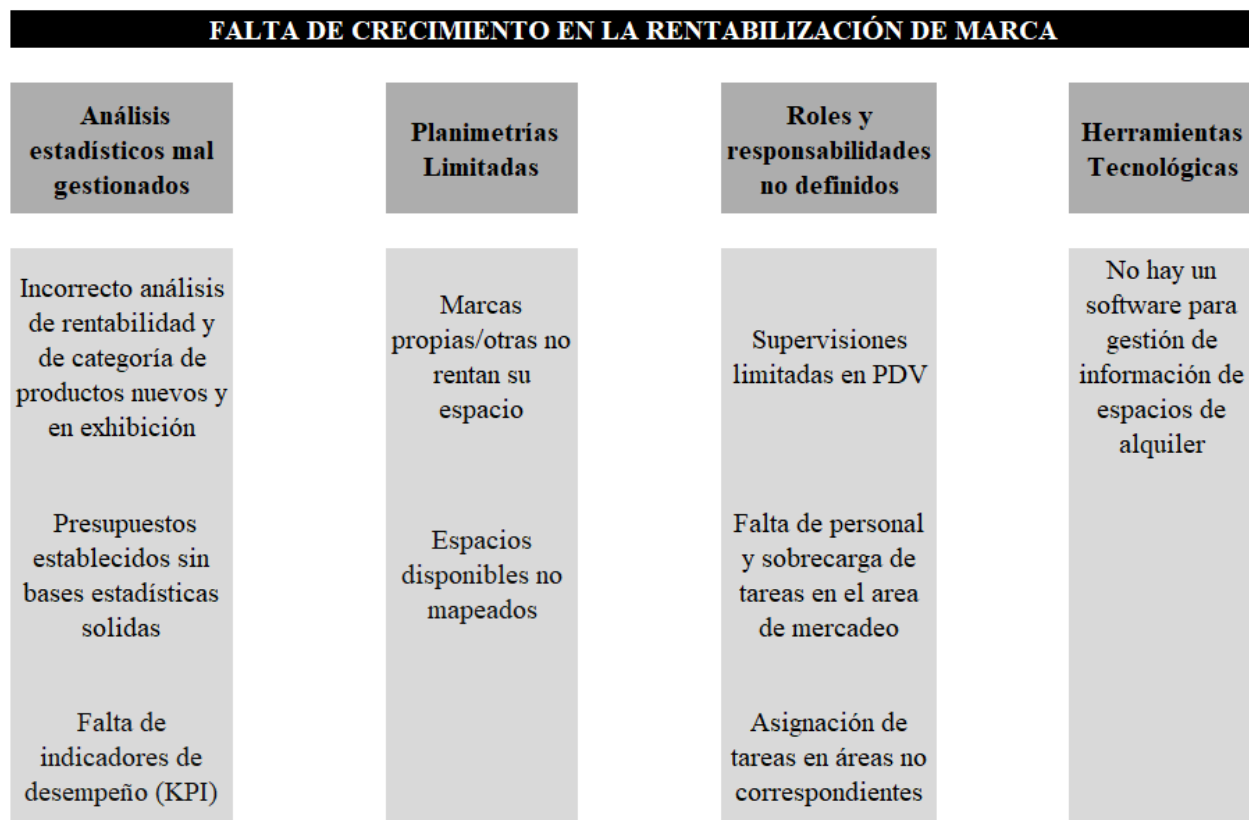 FALTA DE CRECIMIENTO EN LA RENTABILIZACIÓN DE MARCA
Análisis
estadísticos mal
gestionados
Planimetrías
Limitadas
Roles y
responsabilidades
no definidos
Herramientas
Tecnológicas
Incorrecto análisis
de rentabilidad y
de categoría de
productos nuevos y
en exhibición
Presupuestos
establecidos sin
bases estadísticas
solidas
Falta de
indicadores de
desempeño (KPI)
Marcas
propias/otras no
rentan su
espacio
Espacios
disponibles no
mapeados
Supervisiones
limitadas en PDV
Falta de personal
y sobrecarga de
tareas en el area
de mercadeo
Asignación de
tareas en áreas no
correspondientes
No hay un
software para
gestión de
información de
espacios de
alquiler